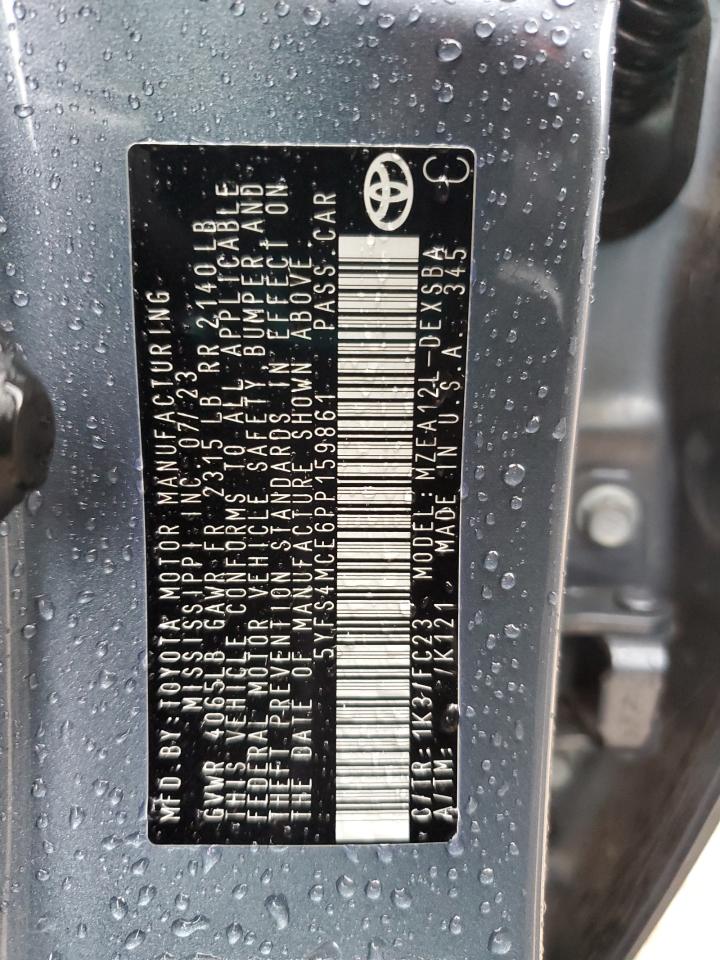 MFD.BY:TOYOTA MOTOR MANUFACTURING
MISSISSIPPI INC 07/23
GVWR 4065LB GAWR FR 2315 LB RR 2140LB
THIS VEHICLE CONFORMS TO ALL APPLICABLE
FEDERAL MOTOR VEHICLE SAFETY BUMPER AND
THEFT PREVENTION STANDARDS IN EFFECT ON
THE DATE OF MANUFACTURE SHOWN ABOVE.
5YFS4MCE6PP159861 PASS CAR
C/TR:1K3/FC23 MODEL:MZEA12L-DEXSBA
A/TM: /K121 MADE IN U.S.A. 345
C